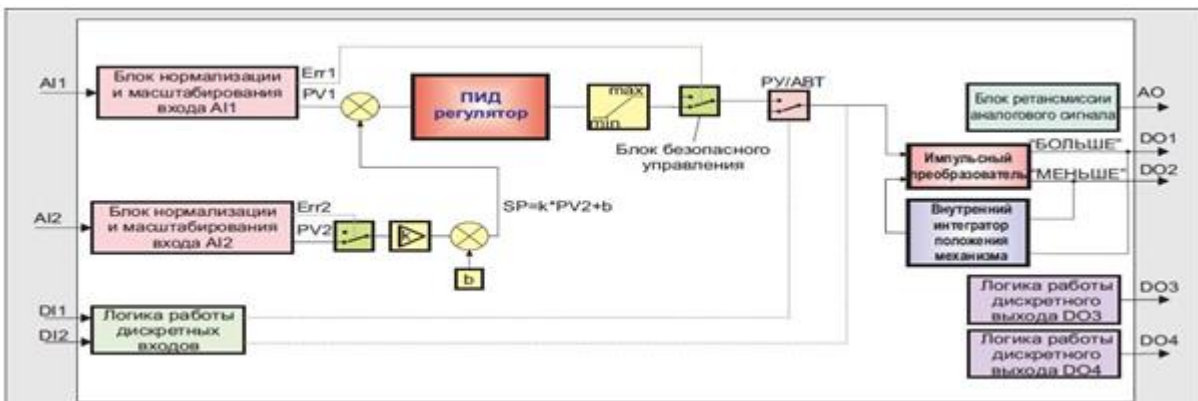 AI1
Блок нормализации
и масштабирования
входа AI1
Err1
PV1
ПИД
регулятор
max
min
Блок безопасного
управления
РУ/АВТ
Блок ретансмиссии
аналогового сигнала
AO
Импульсный
преобразователь
"БОЛЬШЕ"
DO1
"МЕНЬШЕ"
DO2
Внутренний
интегратор
положения
механизма
SP=k*PV2+b
AI2
Блок нормализации
и масштабирования
входа AI2
Err2
PV2
b
DI1
DI2
Логика работы
дискретных
входов
Логика работы
дискретного
выхода DO3
DO3
Логика работы
дискретного
выхода DO4
DO4